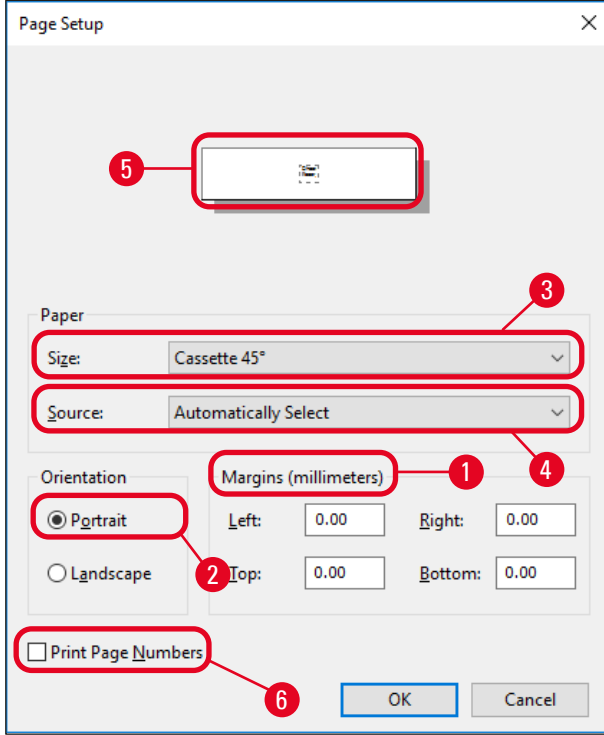 Page Setup
5
3
Paper
Size: Cassette 45°
Source: Automatically Select
4
Orientation Margins (millimeters) 1
Portrait Left: 0.00 Right: 0.00
2
Landscape Top: 0.00 Bottom: 0.00
Print Page Numbers
6
OK Cancel